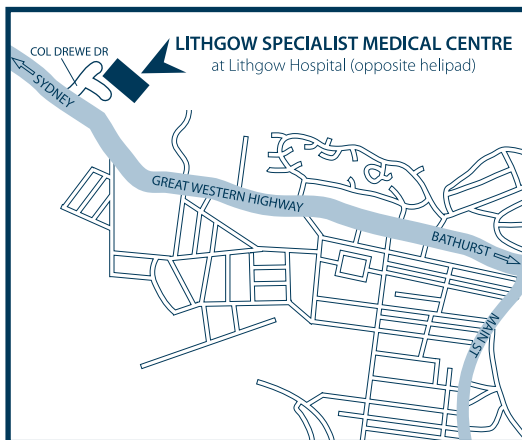 COL DREWE DR
LITHGOW SPECIALIST MEDICAL CENTRE
at Lithgow Hospital (opposite helipad)
SYDNEY
GREAT WESTERN HIGHWAY
BATHURST
MAIN ST